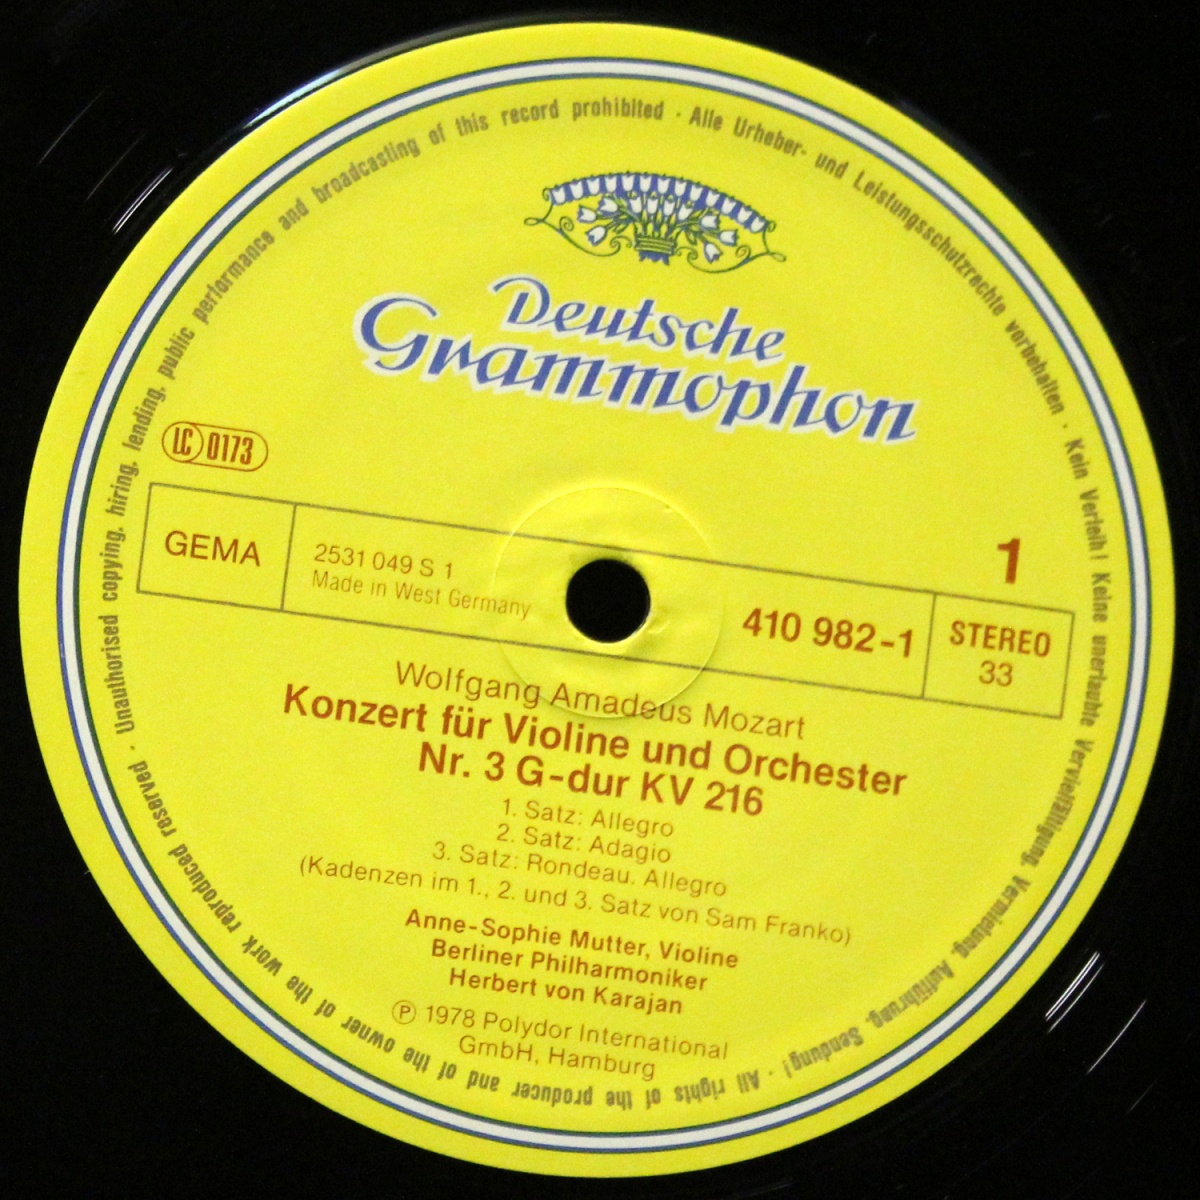 Deutsche
Grammophon
LC 0173
1
GEMA
2531 049 S 1
Made in West Germany
410 982-1
STEREO
33
Wolfgang Amadeus Mozart
Konzert für Violine und Orchester
Nr. 3 G-dur KV 216
1. Satz: Allegro
2. Satz: Adagio
3. Satz: Rondeau. Allegro
(Kadenzen im 1., 2. und 3. Satz von Sam Franko)
Anne-Sophie Mutter, Violine
Berliner Philharmoniker
Herbert von Karajan
Ⓟ 1978 Polydor International
GmbH, Hamburg
Alle Urheber- und Leistungsschutzrechte vorbehalten · Kein Verleih! Keine unerlaubte Vervielfältigung, Vermietung, Aufführung, Sendung! · All rights of the producer and of the owner of the work reproduced reserved · Unauthorised copying, hiring, lending, public performance and broadcasting of this record prohibited ·